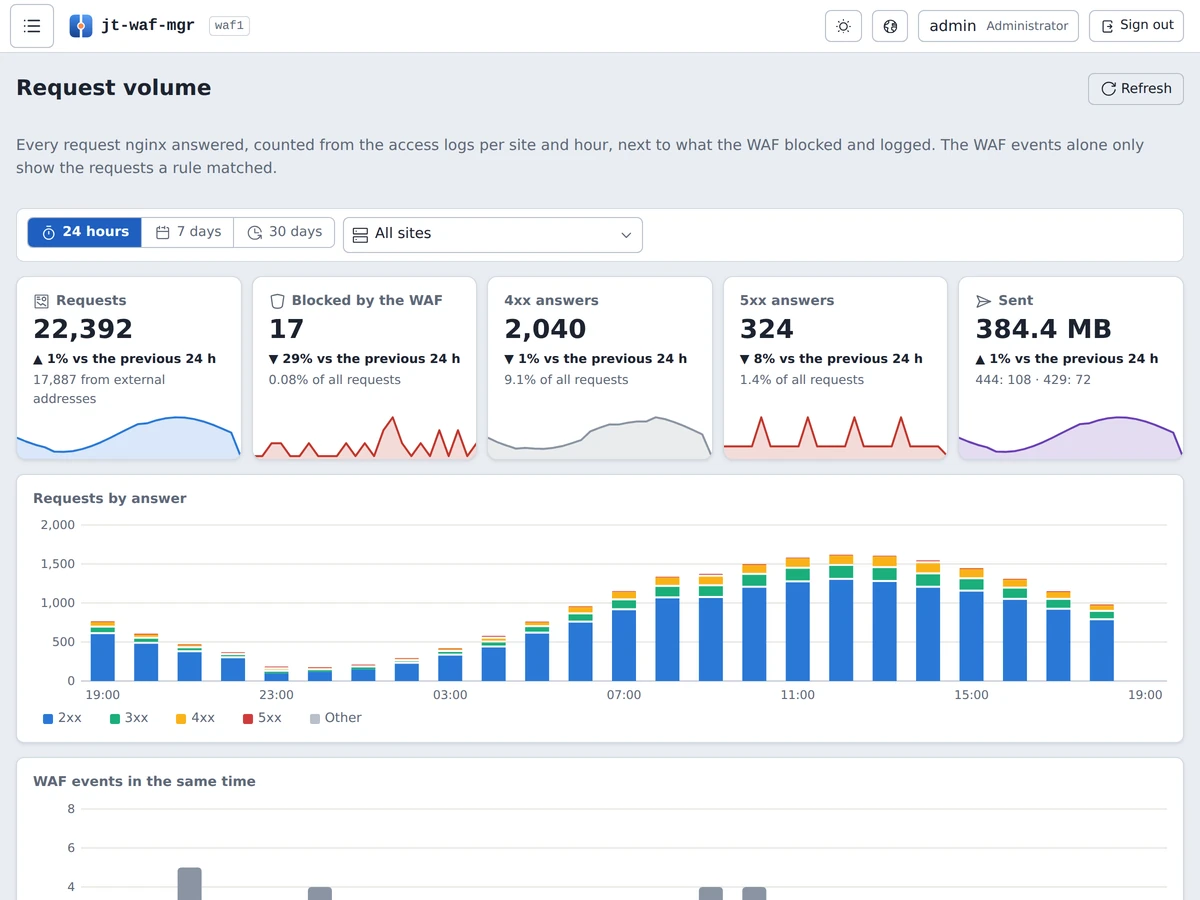 jt-waf-mgr waf1 admin Administrator Sign out
Request volume
Refresh
Every request nginx answered, counted from the access logs per site and hour, next to what the WAF blocked and logged. The WAF events alone only
show the requests a rule matched.
24 hours 7 days 30 days All sites
Requests
22,392
▲ 1% vs the previous 24 h
17,887 from external
addresses
Blocked by the WAF
17
▼ 29% vs the previous 24 h
0.08% of all requests
4xx answers
2,040
▼ 1% vs the previous 24 h
9.1% of all requests
5xx answers
324
▼ 8% vs the previous 24 h
1.4% of all requests
Sent
384.4 MB
▲ 1% vs the previous 24 h
444: 108 · 429: 72
Requests by answer
2,000
1,500
1,000
500
0
19:00 23:00 03:00 07:00 11:00 15:00 19:00
2xx 3xx 4xx 5xx Other
WAF events in the same time
8
6
4